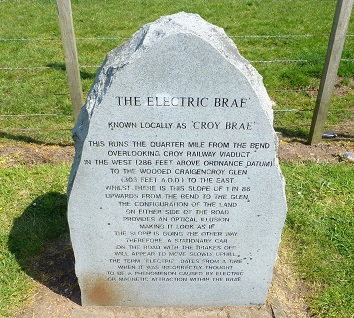 'THE ELECTRIC BRAE'
KNOWN LOCALLY AS 'CROY BRAE'
THIS RUNS THE QUARTER MILE FROM THE BEND
OVERLOOKING CROY RAILWAY VIADUCT
IN THE WEST (286 FEET ABOVE ORDNANCE DATUM)
TO THE WOODED CRAIGENCROY GLEN
(303 FEET A.O.D.) TO THE EAST
WHILST THERE IS THIS SLOPE OF 1 IN 86
UPWARDS FROM THE BEND TO THE GLEN,
THE CONFIGURATION OF THE LAND
ON EITHER SIDE OF THE ROAD
PROVIDES AN OPTICAL ILLUSION
MAKING IT LOOK AS IF
THE SLOPE IS GOING THE OTHER WAY
THEREFORE, A STATIONARY CAR
ON THE ROAD WITH THE BRAKES OFF
WILL APPEAR TO MOVE SLOWLY UPHILL
THE TERM 'ELECTRIC' DATES FROM A TIME
WHEN IT WAS INCORRECTLY THOUGHT
TO BE A PHENOMENON CAUSED BY ELECTRIC
OR MAGNETIC ATTRACTION WITHIN THE BRAE